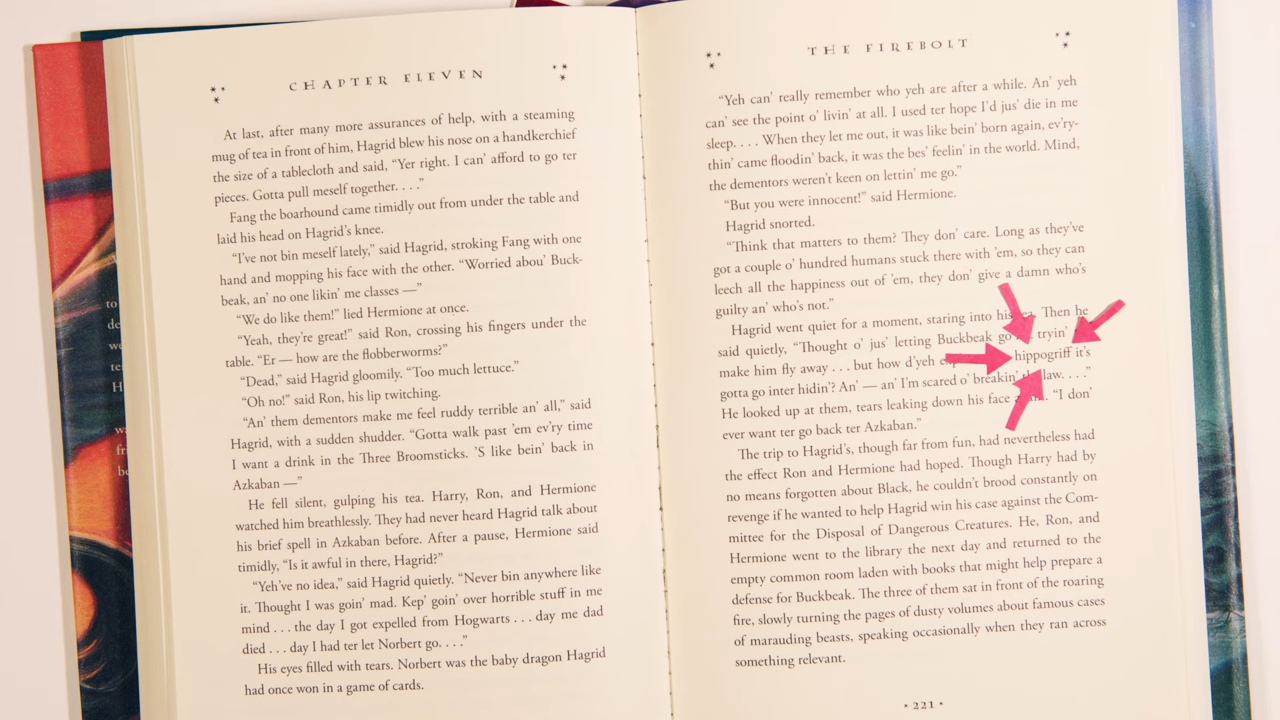 CHAPTER ELEVEN
At last, after many more assurances of help, with a steaming
mug of tea in front of him, Hagrid blew his nose on a handkerchief
the size of a tablecloth and said, “Yer right. I can’ afford to go ter
pieces. Gotta pull meself together. . . .”
Fang the boarhound came timidly out from under the table and
laid his head on Hagrid’s knee.
“I’ve not bin meself lately,” said Hagrid, stroking Fang with one
hand and mopping his face with the other. “Worried abou’ Buck-
beak, an’ no one likin’ me classes —”
“We do like them!” lied Hermione at once.
“Yeah, they’re great!” said Ron, crossing his fingers under the
table. “Er — how are the flobberworms?”
“Dead,” said Hagrid gloomily. “Too much lettuce.”
“Oh no!” said Ron, his lip twitching.
“An’ them dementors make me feel ruddy terrible an’ all,” said
Hagrid, with a sudden shudder. “Gotta walk past ’em ev’ry time
I want a drink in the Three Broomsticks. ’S like bein’ back in
Azkaban —”
He fell silent, gulping his tea. Harry, Ron, and Hermione
watched him breathlessly. They had never heard Hagrid talk about
his brief spell in Azkaban before. After a pause, Hermione said
timidly, “Is it awful in there, Hagrid?”
“Yeh’ve no idea,” said Hagrid quietly. “Never bin anywhere like
it. Thought I was goin’ mad. Kep’ goin’ over horrible stuff in me
mind . . . the day I got expelled from Hogwarts . . . day me dad
died . . . day I had ter let Norbert go. . . .”
His eyes filled with tears. Norbert was the baby dragon Hagrid
had once won in a game of cards.
THE FIREBOLT
“Yeh can’ really remember who yeh are after a while. An’ yeh
can’ see the point o’ livin’ at all. I used ter hope I’d jus’ die in me
sleep. . . . When they let me out, it was like bein’ born again, ev’ry-
thin’ came floodin’ back, it was the bes’ feelin’ in the world. Mind,
the dementors weren’t keen on lettin’ me go.”
“But you were innocent!” said Hermione.
Hagrid snorted.
“Think that matters to them? They don’ care. Long as they’ve
got a couple o’ hundred humans stuck there with ’em, so they can
leech all the happiness out of ’em, they don’ give a damn who’s
guilty an’ who’s not.”
Hagrid went quiet for a moment, staring into his Then he
said quietly, “Thought o’ jus’ letting Buckbeak go tryin’
make him fly away . . . but how d’yeh hippogriff it’s
gotta go inter hidin’? An’ — an’ I’m scared o’ breakin’ law. . . .”
He looked up at them, tears leaking down his face “I don’
ever want ter go back ter Azkaban.”
The trip to Hagrid’s, though far from fun, had nevertheless had
the effect Ron and Hermione had hoped. Though Harry had by
no means forgotten about Black, he couldn’t brood constantly on
revenge if he wanted to help Hagrid win his case against the Com-
mittee for the Disposal of Dangerous Creatures. He, Ron, and
Hermione went to the library the next day and returned to the
empty common room laden with books that might help prepare a
defense for Buckbeak. The three of them sat in front of the roaring
fire, slowly turning the pages of dusty volumes about famous cases
of marauding beasts, speaking occasionally when they ran across
something relevant.
221